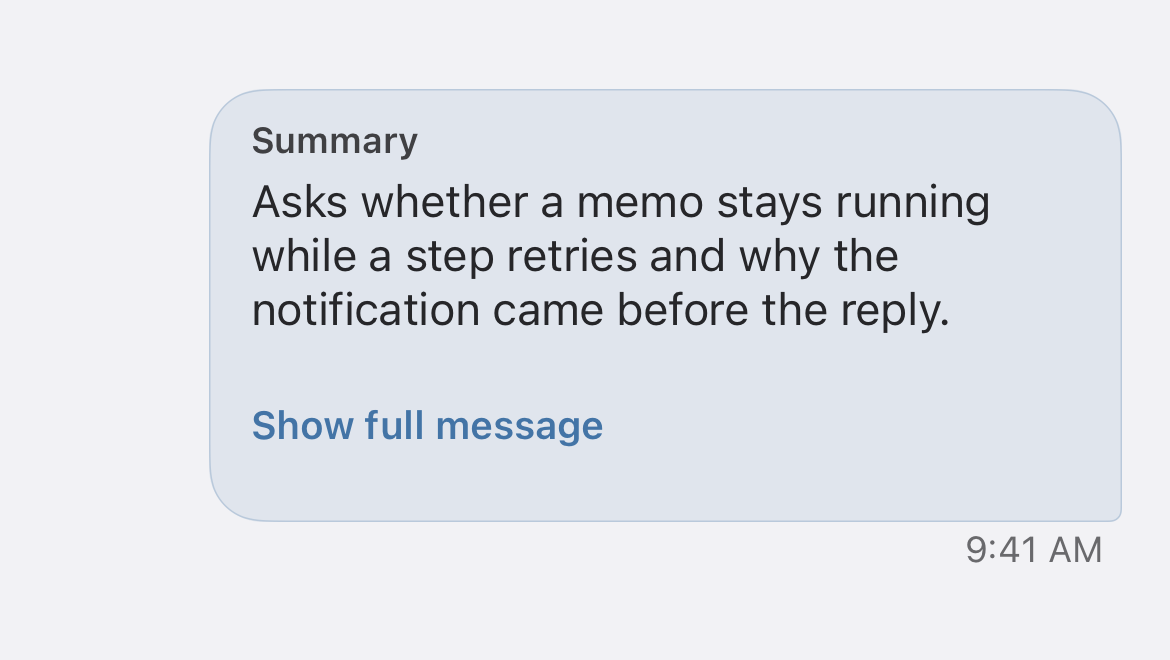 Summary
Asks whether a memo stays running
while a step retries and why the
notification came before the reply.
Show full message
9:41 AM